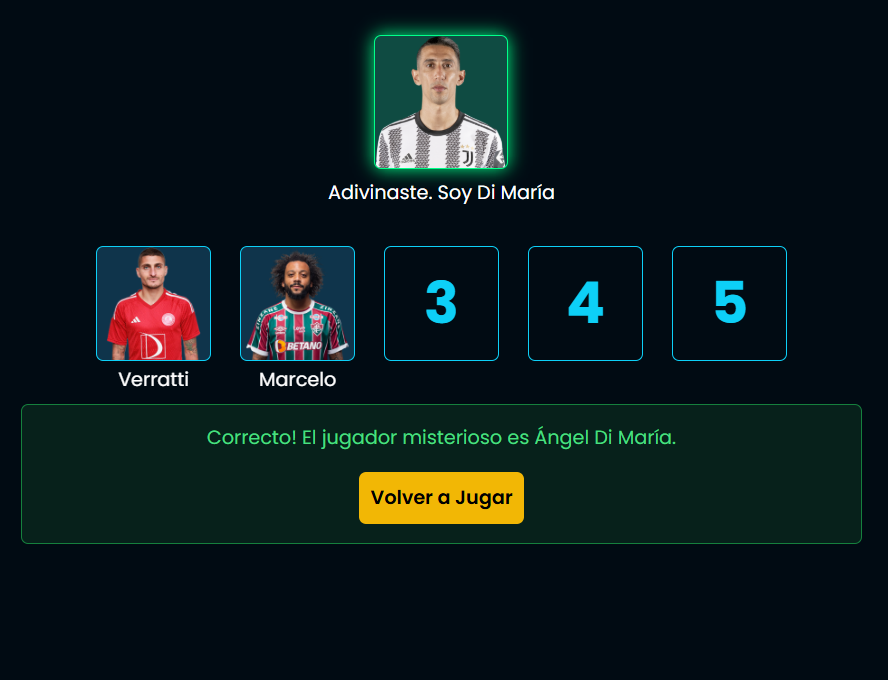 Adivinaste. Soy Di María
3
4
5
BETANO
Verratti
Marcelo
Correcto! El jugador misterioso es Ángel Di María.
Volver a Jugar